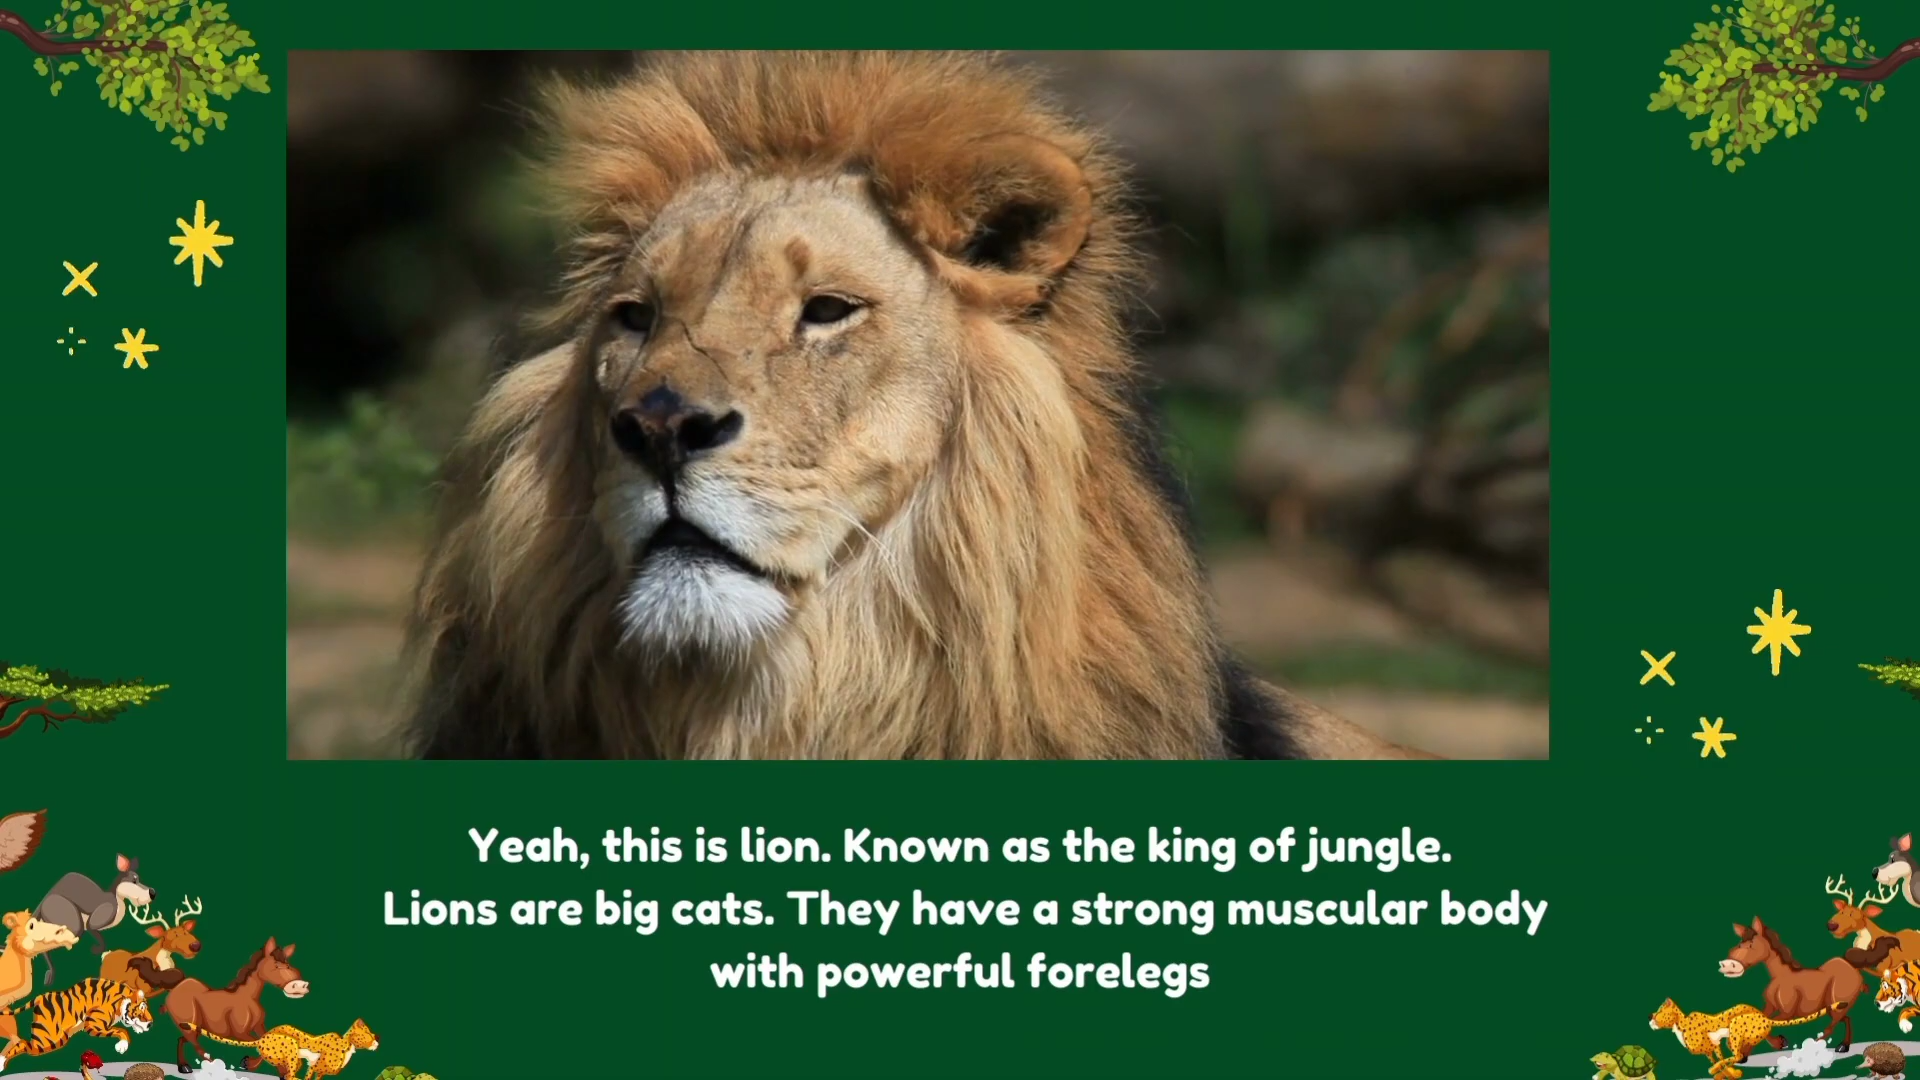 Yeah, this is lion. Known as the king of jungle.
Lions are big cats. They have a strong muscular body
with powerful forelegs